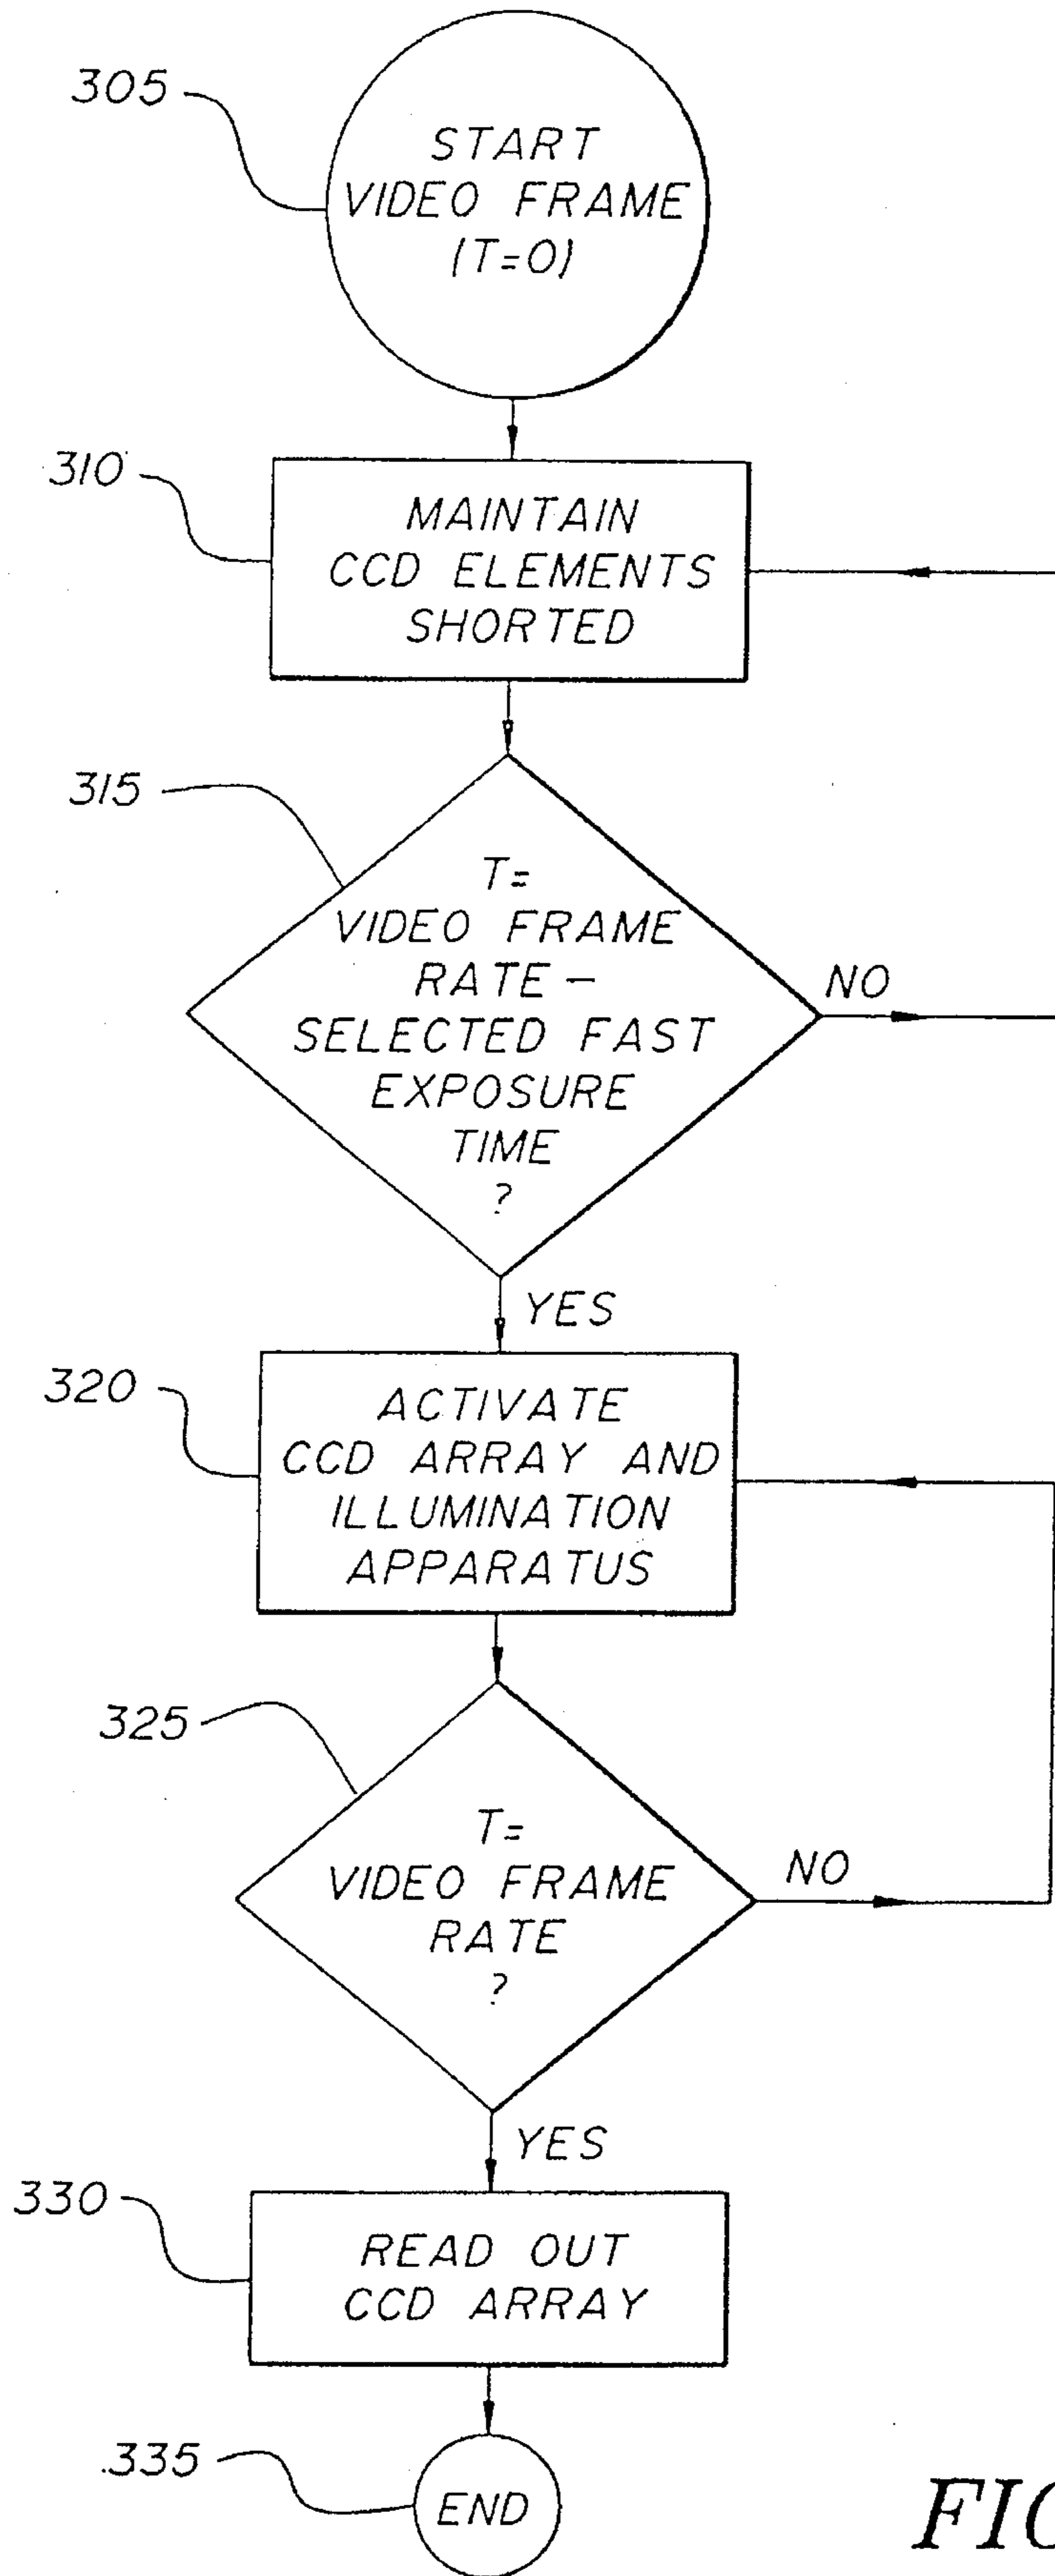 305
START
VIDEO FRAME
(T=0)
310
MAINTAIN
CCD ELEMENTS
SHORTED
315
T=
VIDEO FRAME
RATE –
SELECTED FAST
EXPOSURE
TIME
?
NO
YES
320
ACTIVATE
CCD ARRAY AND
ILLUMINATION
APPARATUS
325
T=
VIDEO FRAME
RATE
?
NO
YES
330
READ OUT
CCD ARRAY
335
END